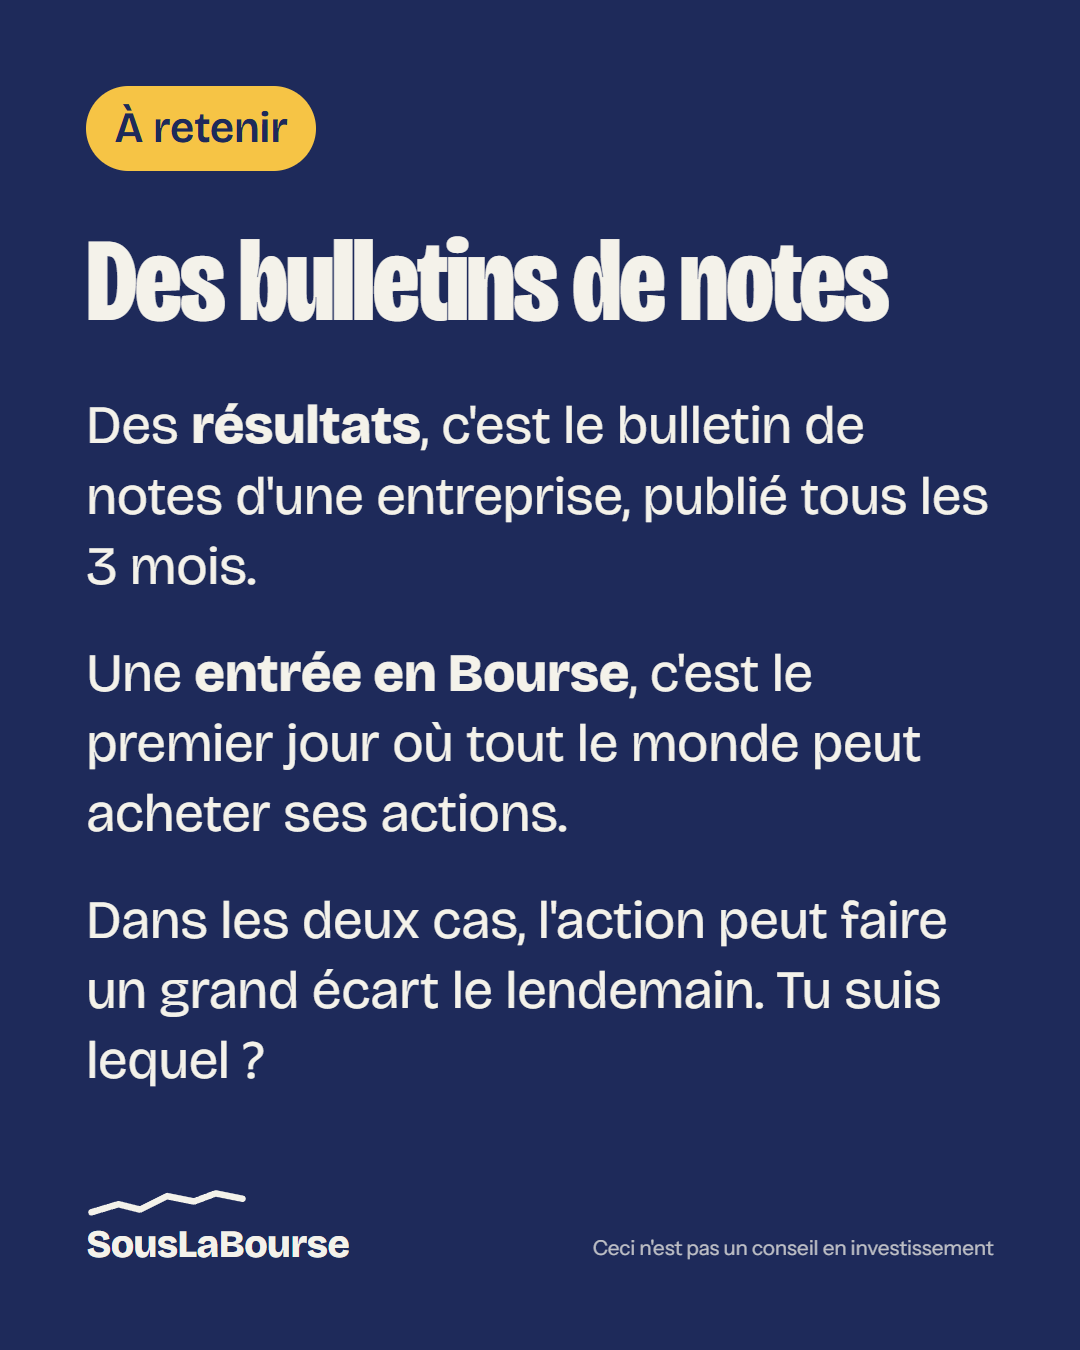 À retenir
Des bulletins de notes
Des résultats, c'est le bulletin de
notes d'une entreprise, publié tous les
3 mois.
Une entrée en Bourse, c'est le
premier jour où tout le monde peut
acheter ses actions.
Dans les deux cas, l'action peut faire
un grand écart le lendemain. Tu suis
lequel ?
SousLaBourse
Ceci n'est pas un conseil en investissement